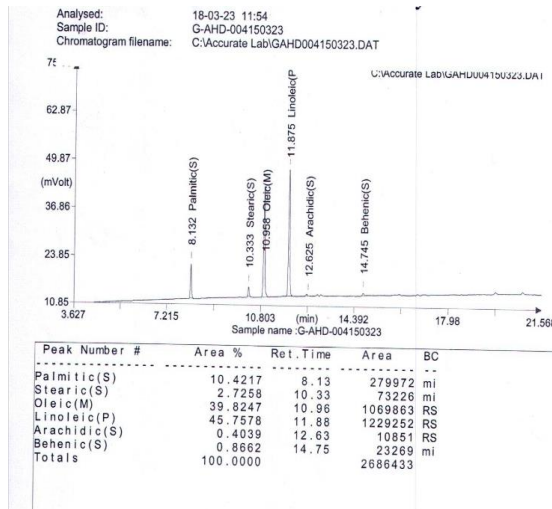 Analysed: 18-03-23 11:54
Sample ID: G-AHD-004150323
Chromatogram filename: C:\Accurate Lab\GAHD004150323.DAT
C:\Accurate Lab\GAHD004150323.DAT
62.87
49.87
(mVolt)
36.86
23.85
10.85
8.132 Palmitic(S)
10.333 Stearic(S)
10.958 Oleic(M)
11.875 Linoleic(P
12.625 Arachidic(S)
14.745 Behenic(S)
3.627 7.215 10.803 (min) 14.392 17.98 21.568
Sample name :G-AHD-004150323
Peak Number # Area % Ret.Time Area BC
Palmitic(S) 10.4217 8.13 279972 mi
Stearic(S) 2.7258 10.33 73226 mi
Oleic(M) 39.8247 10.96 1069863 RS
Linoleic(P) 45.7578 11.88 1229252 RS
Arachidic(S) 0.4039 12.63 10851 RS
Behenic(S) 0.8662 14.75 23269 mi
Totals 100.0000 2686433